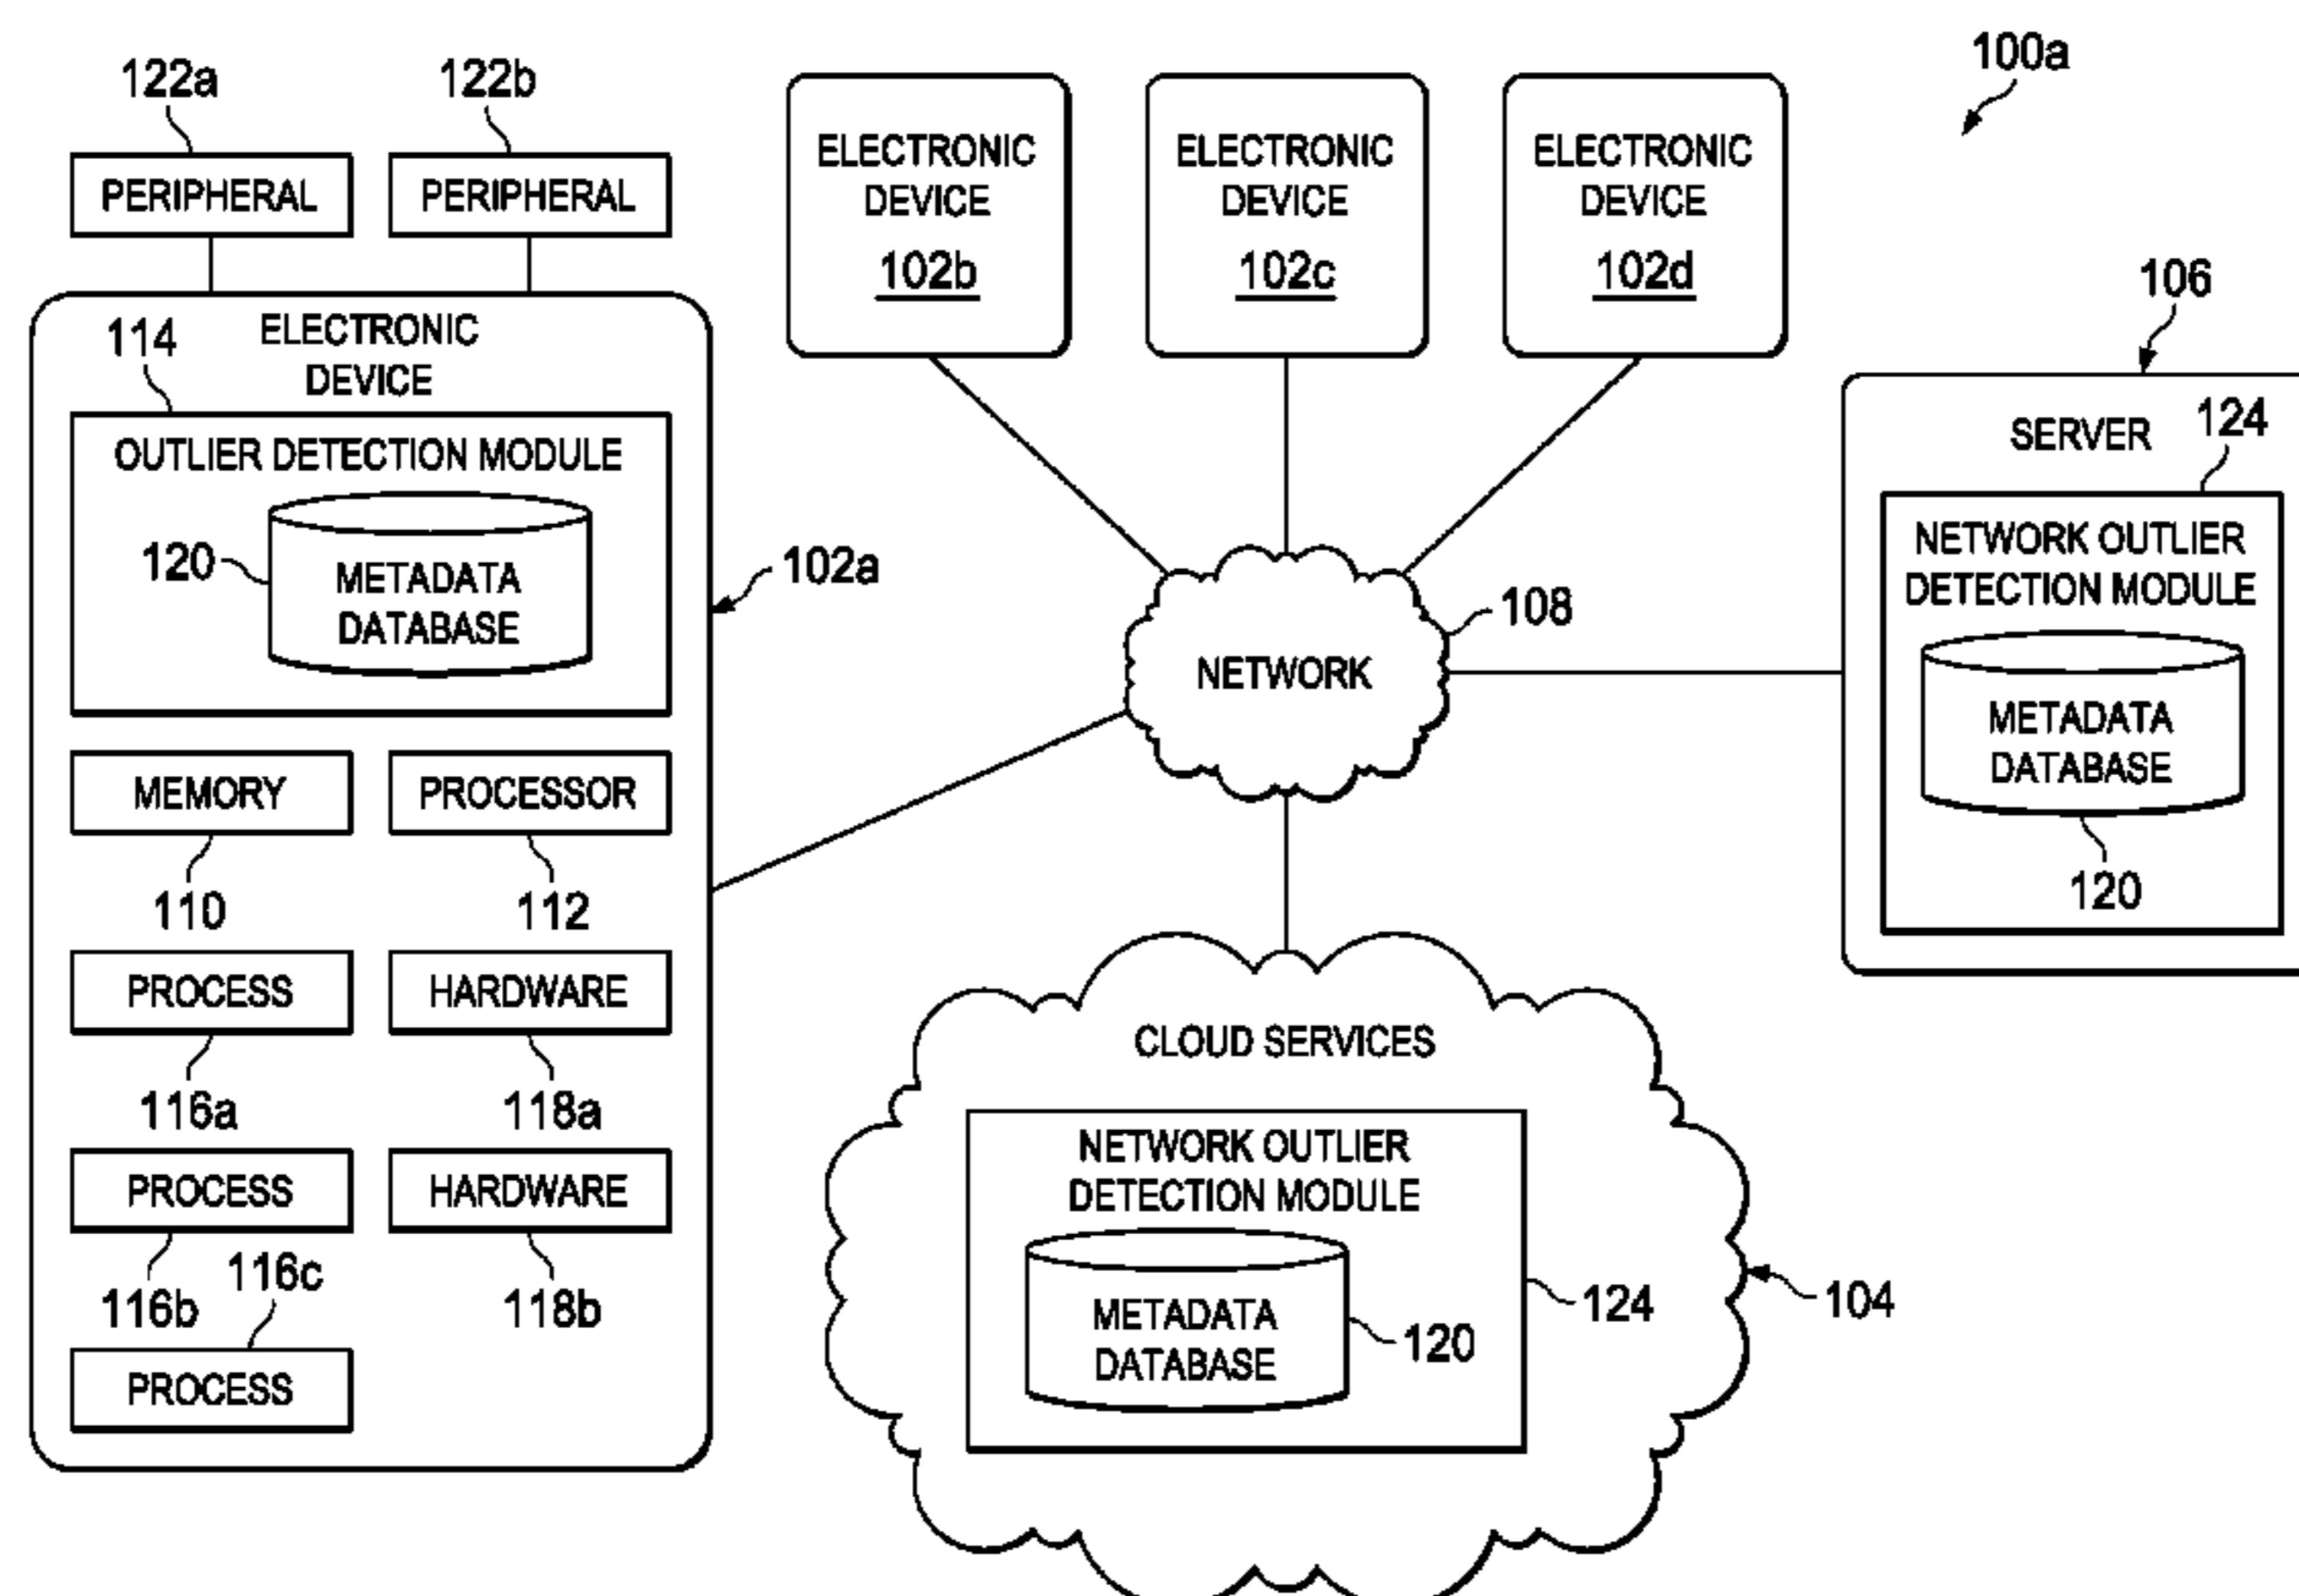 100a
122a
122b
PERIPHERAL
PERIPHERAL
ELECTRONIC
DEVICE
102b
ELECTRONIC
DEVICE
102c
ELECTRONIC
DEVICE
102d
114
ELECTRONIC
DEVICE
OUTLIER DETECTION MODULE
120
METADATA
DATABASE
102a
MEMORY
PROCESSOR
110
112
PROCESS
HARDWARE
116a
118a
PROCESS
HARDWARE
116b
116c
118b
PROCESS
108
NETWORK
106
SERVER
124
NETWORK OUTLIER
DETECTION MODULE
METADATA
DATABASE
120
CLOUD SERVICES
NETWORK OUTLIER
DETECTION MODULE
METADATA
DATABASE
120
124
104